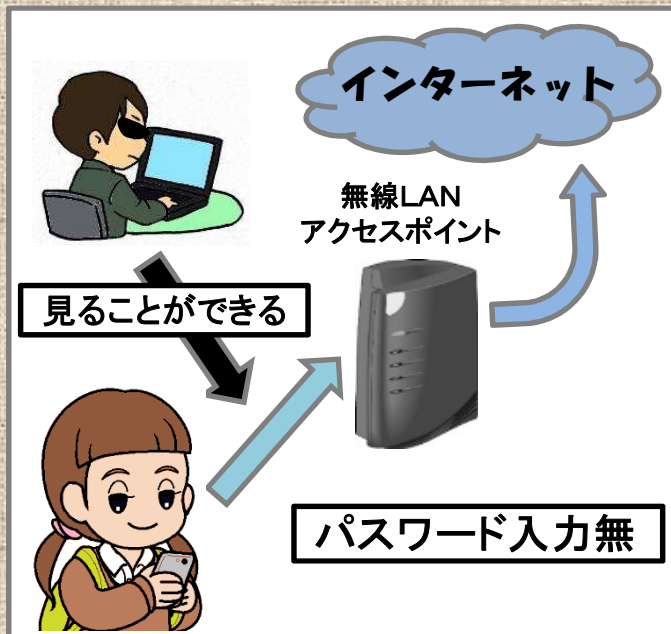 インターネット
無線LAN
アクセスポイント
見ることができる
パスワード入力無